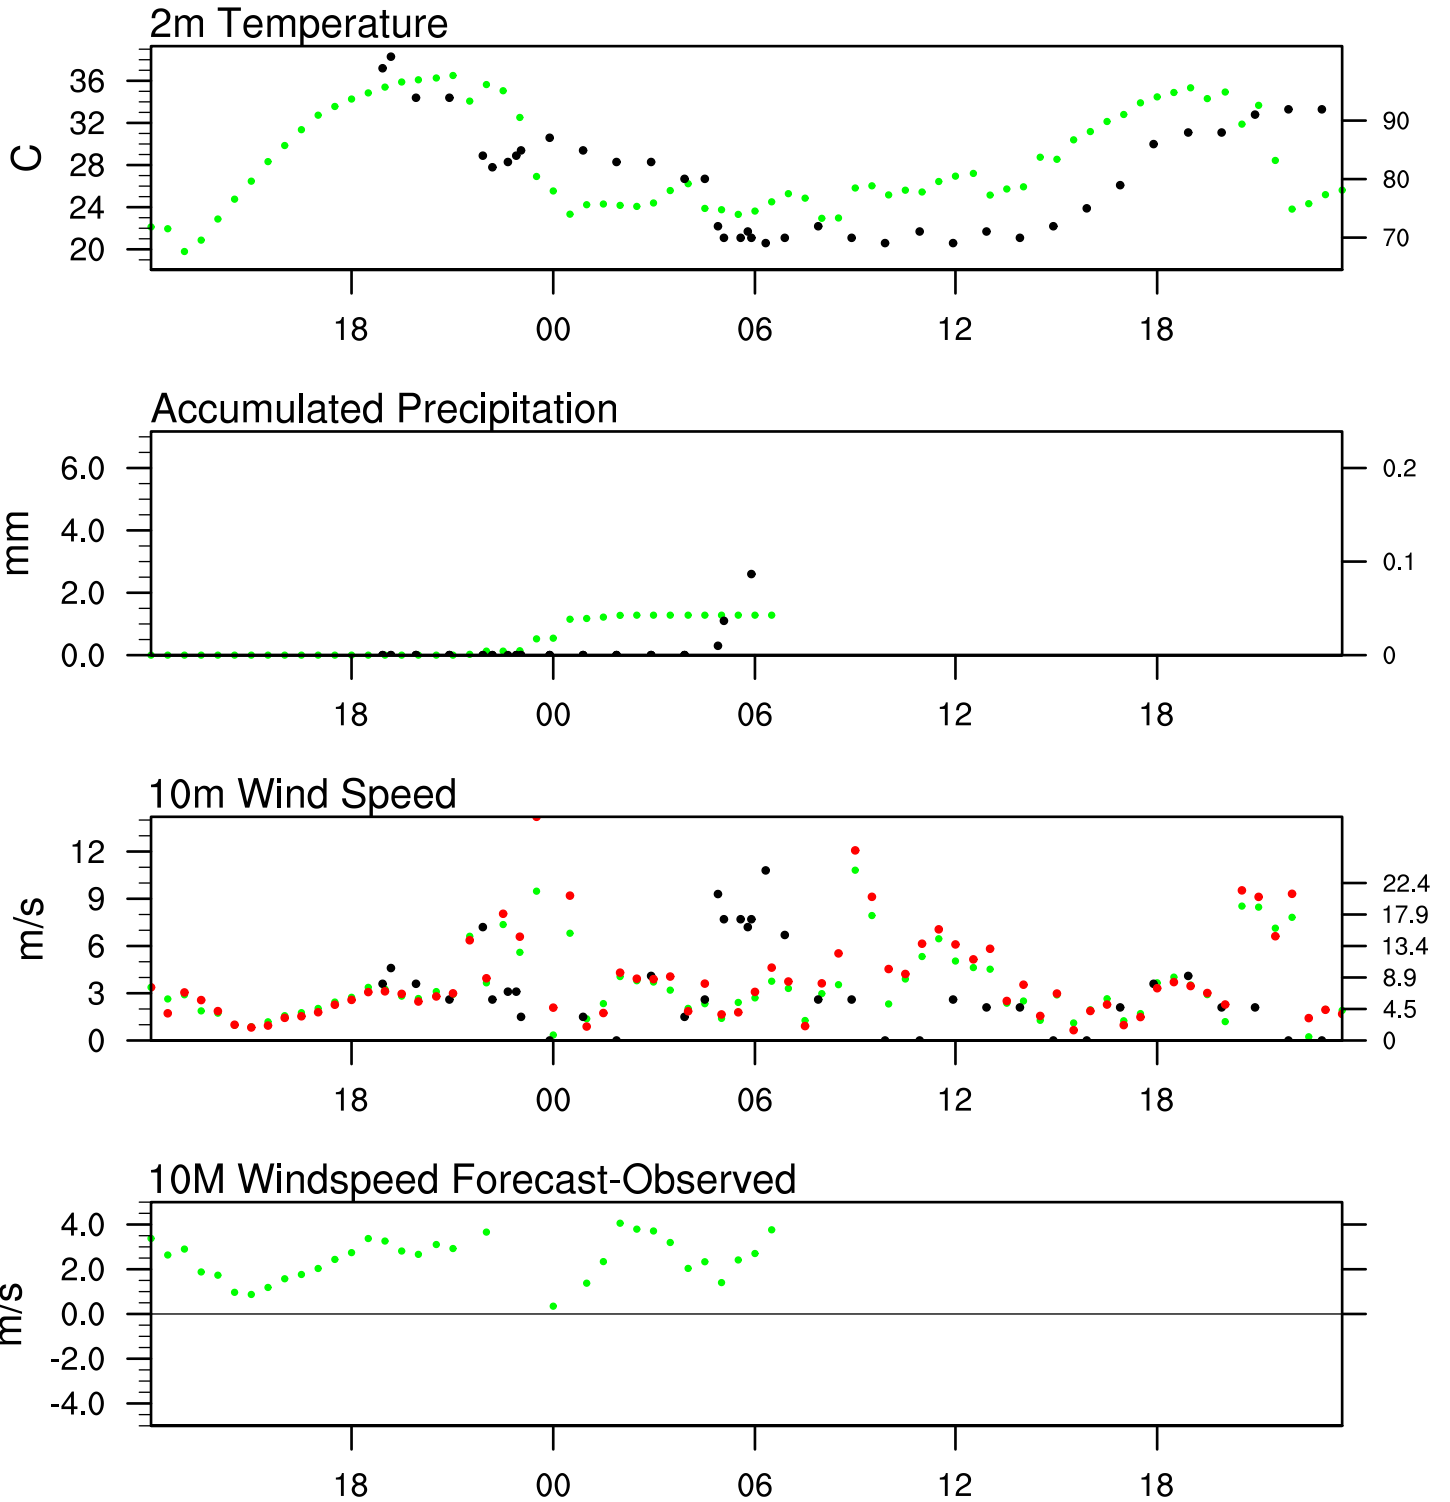 2m Temperature
C
36
32
28
24
20
90
80
70
18 00 06 12 18
Accumulated Precipitation
mm
6.0
4.0
2.0
0.0
0.2
0.1
0
18 00 06 12 18
10m Wind Speed
m/s
12
9
6
3
0
22.4
17.9
13.4
8.9
4.5
0
18 00 06 12 18
10M Windspeed Forecast-Observed
m/s
4.0
2.0
0.0
-2.0
-4.0
18 00 06 12 18